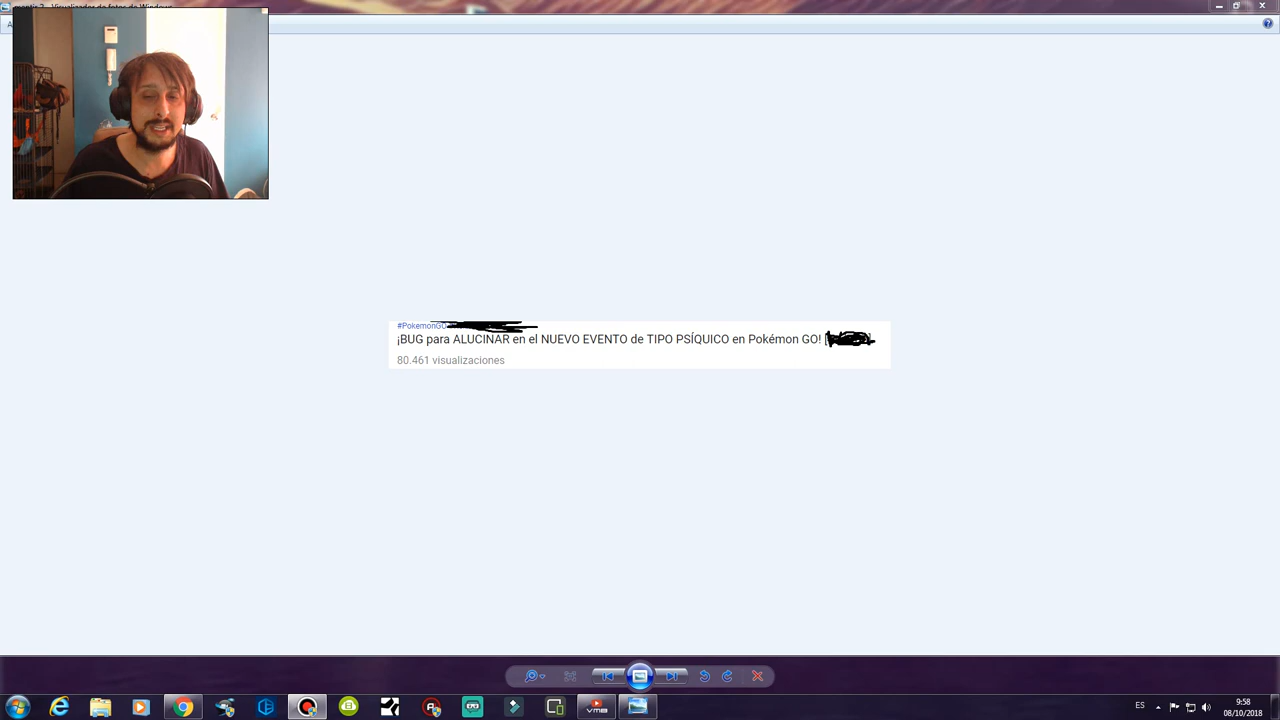 #PokemonGO
¡BUG para ALUCINAR en el NUEVO EVENTO de TIPO PSÍQUICO en Pokémon GO! [
80.461 visualizaciones
VMB
ES
9:58
08/10/2018